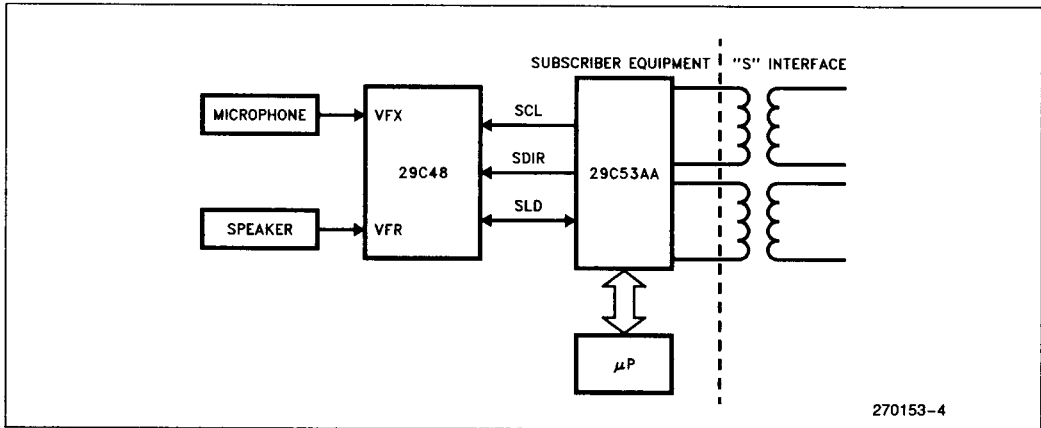 SUBSCRIBER EQUIPMENT "S" INTERFACE
MICROPHONE
VFX
SCL
SDIR
29C48
29C53AA
SLD
SPEAKER
VFR
μP
270153-4